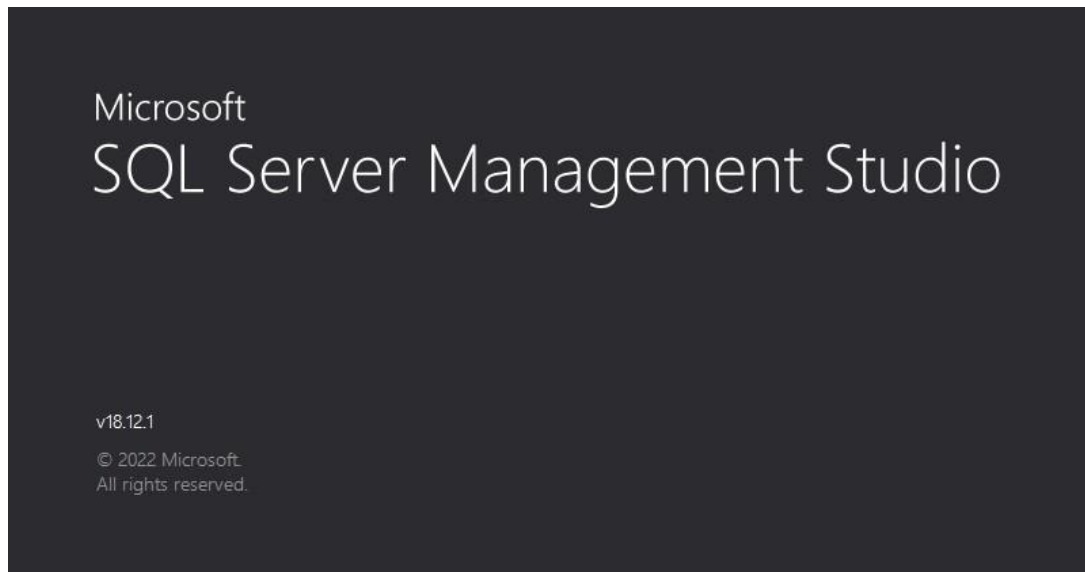 Microsoft
SQL Server Management Studio
v18.12.1
© 2022 Microsoft.
All rights reserved.